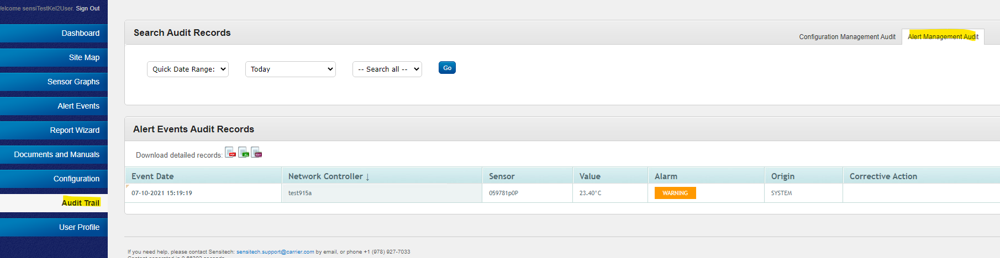 Welcome sensiTestKel2User. Sign Out
Dashboard
Site Map
Sensor Graphs
Alert Events
Report Wizard
Documents and Manuals
Configuration
Audit Trail
User Profile
Search Audit Records
Configuration Management Audit
Alert Management Audit
Quick Date Range:
Today
-- Search all --
Go
Alert Events Audit Records
Download detailed records:
Event Date Network Controller ↓ Sensor Value Alarm Origin Corrective Action
07-10-2021 15:19:19 test915a 059781p0P 23.40°C WARNING SYSTEM
If you need help, please contact Sensitech: sensitech.support@carrier.com by email, or phone +1 (978) 927-7033